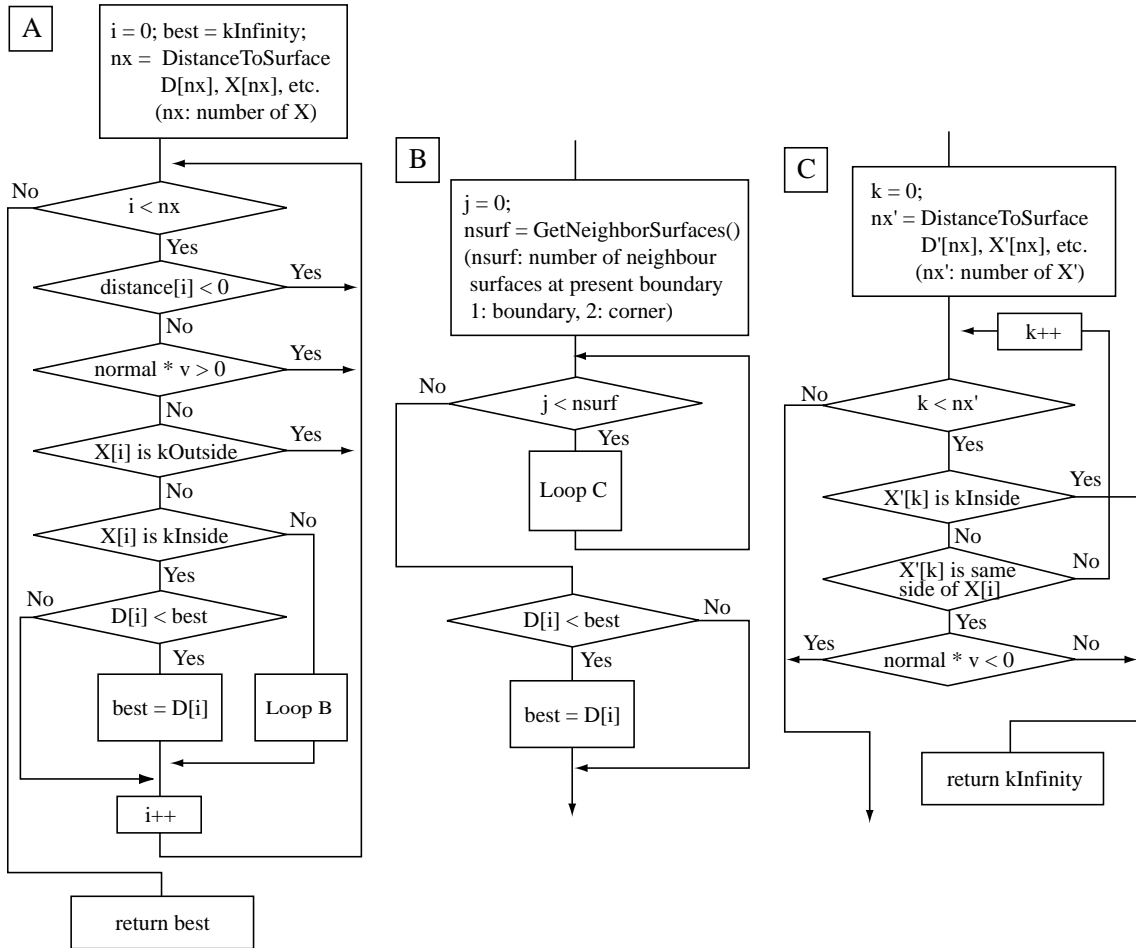 A
i = 0; best = kInfinity;
nx = DistanceToSurface
D[nx], X[nx], etc.
(nx: number of X)
No
i < nx
Yes
distance[i] < 0
Yes
No
normal * v > 0
Yes
No
X[i] is kOutside
Yes
No
X[i] is kInside
No
Yes
No
D[i] < best
Yes
best = D[i]
Loop B
i++
return best
B
j = 0;
nsurf = GetNeighborSurfaces()
(nsurf: number of neighbour
surfaces at present boundary
1: boundary, 2: corner)
No
j < nsurf
Yes
Loop C
D[i] < best
No
Yes
best = D[i]
C
k = 0;
nx' = DistanceToSurface
D'[nx], X'[nx], etc.
(nx': number of X')
k++
No
k < nx'
Yes
X'[k] is kInside
Yes
No
X'[k] is same
side of X[i]
No
Yes
Yes
normal * v < 0
No
return kInfinity